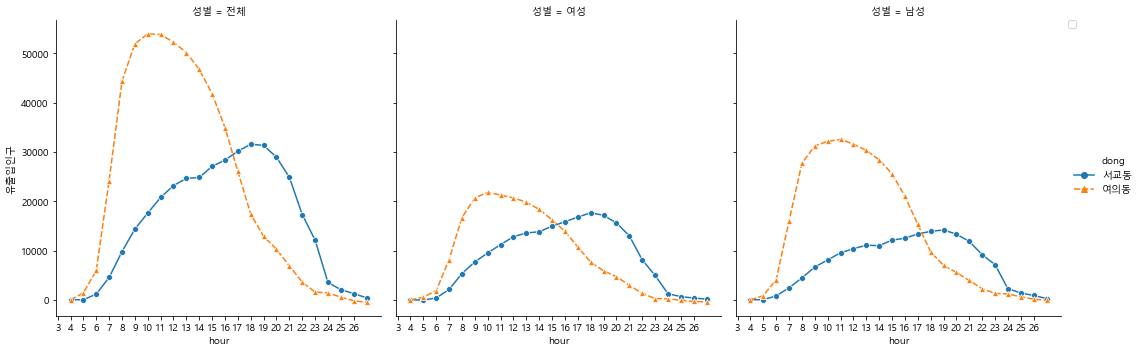 성별 = 전체
성별 = 여성
성별 = 남성
유출입인구
50000
40000
30000
20000
10000
0
3 4 5 6 7 8 9 10 11 12 13 14 15 16 17 18 19 20 21 22 23 24 25 26
3 4 5 6 7 8 9 10 11 12 13 14 15 16 17 18 19 20 21 22 23 24 25 26
3 4 5 6 7 8 9 10 11 12 13 14 15 16 17 18 19 20 21 22 23 24 25 26
hour
hour
hour
dong
서교동
여의동